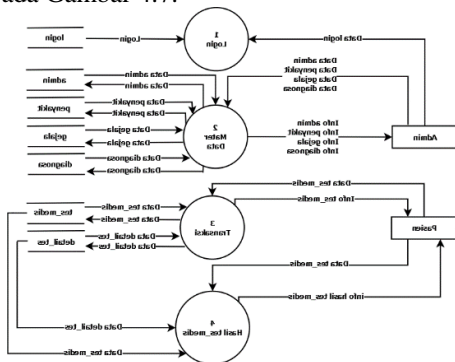 pada Gambar 4.7.
login
Login
1
Login
Data login
admin
Data admin
Data admin
penyakit
Data penyakit
Data penyakit
gejala
Data gejala
Data gejala
diagnosa
Data diagnosa
Data diagnosa
2
Mater
Data
Data admin
Data penyakit
Data gejala
Data diagnosa
Info admin
Info penyakit
Info gejala
Info diagnosa
Admin
Data tes_medis
Info tes_medis
tes_medis
Data tes_medis
Data tes_medis
detail_tes
Data detail_tes
Data detail_tes
3
Transaksi
Pasien
Data tes_medis
info hasil tes_medis
4
Hasil tes_medis
Data detail_tes
Data tes_medis